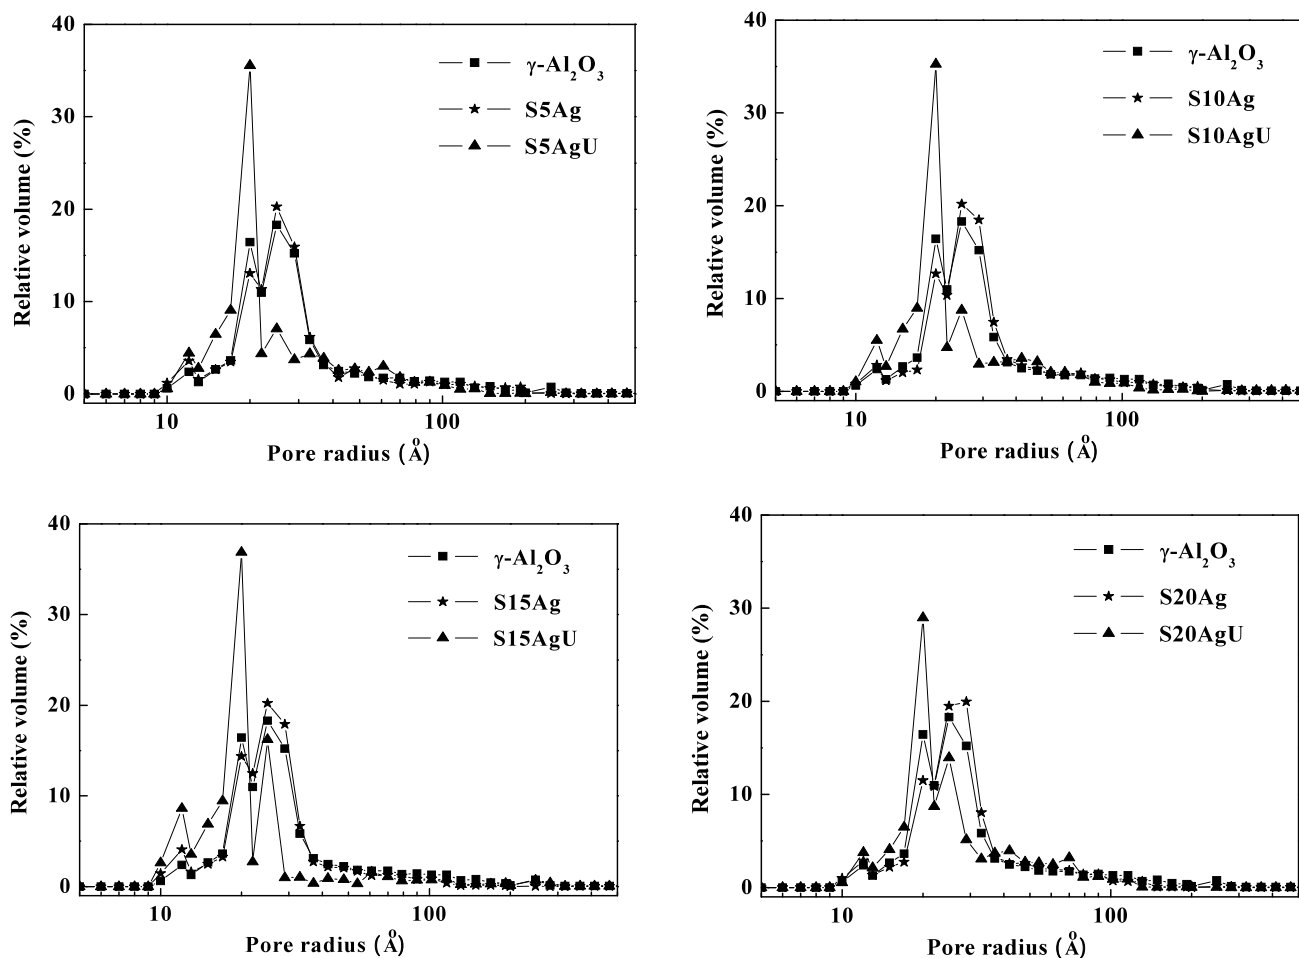 40
30
20
10
0
Relative volume (%)
γ-Al₂O₃
S5Ag
S5AgU
10
100
Pore radius (Å)
40
30
20
10
0
Relative volume (%)
γ-Al₂O₃
S10Ag
S10AgU
10
100
Pore radius (Å)
40
30
20
10
0
Relative volume (%)
γ-Al₂O₃
S15Ag
S15AgU
10
100
Pore radius (Å)
40
30
20
10
0
Relative volume (%)
γ-Al₂O₃
S20Ag
S20AgU
10
100
Pore radius (Å)